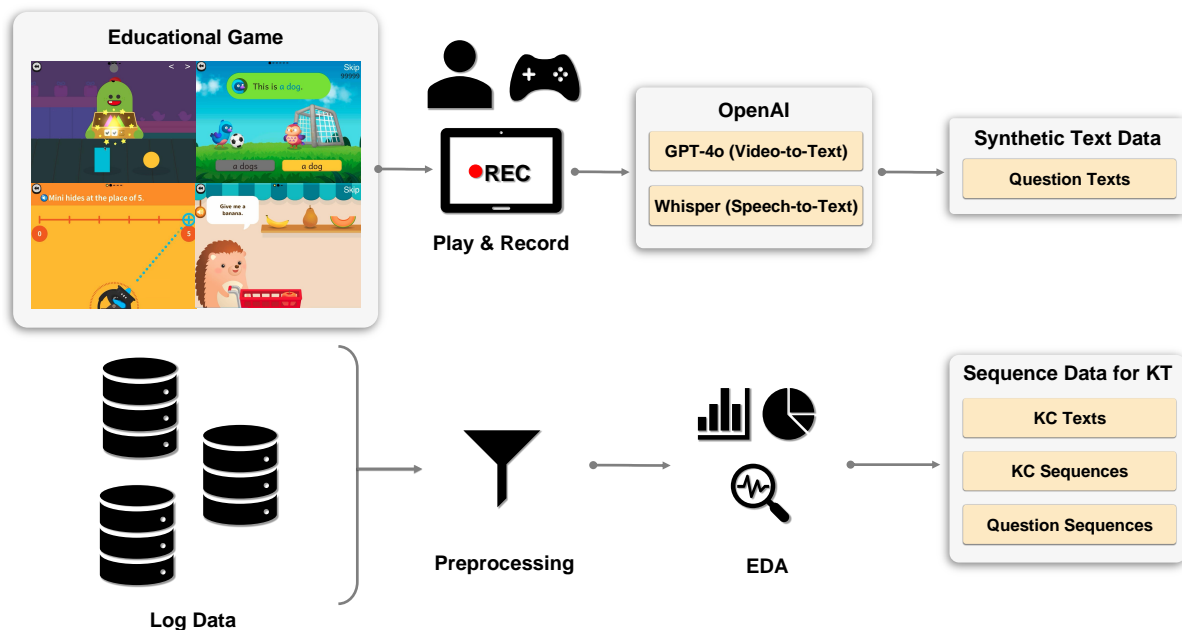 Educational Game
Skip
99999
This is a dog.
a dogs
a dog
Mini hides at the place of 5.
0
5
Skip
Give me a
banana.
REC
Play & Record
OpenAI
GPT-4o (Video-to-Text)
Whisper (Speech-to-Text)
Synthetic Text Data
Question Texts
Log Data
Preprocessing
EDA
Sequence Data for KT
KC Texts
KC Sequences
Question Sequences